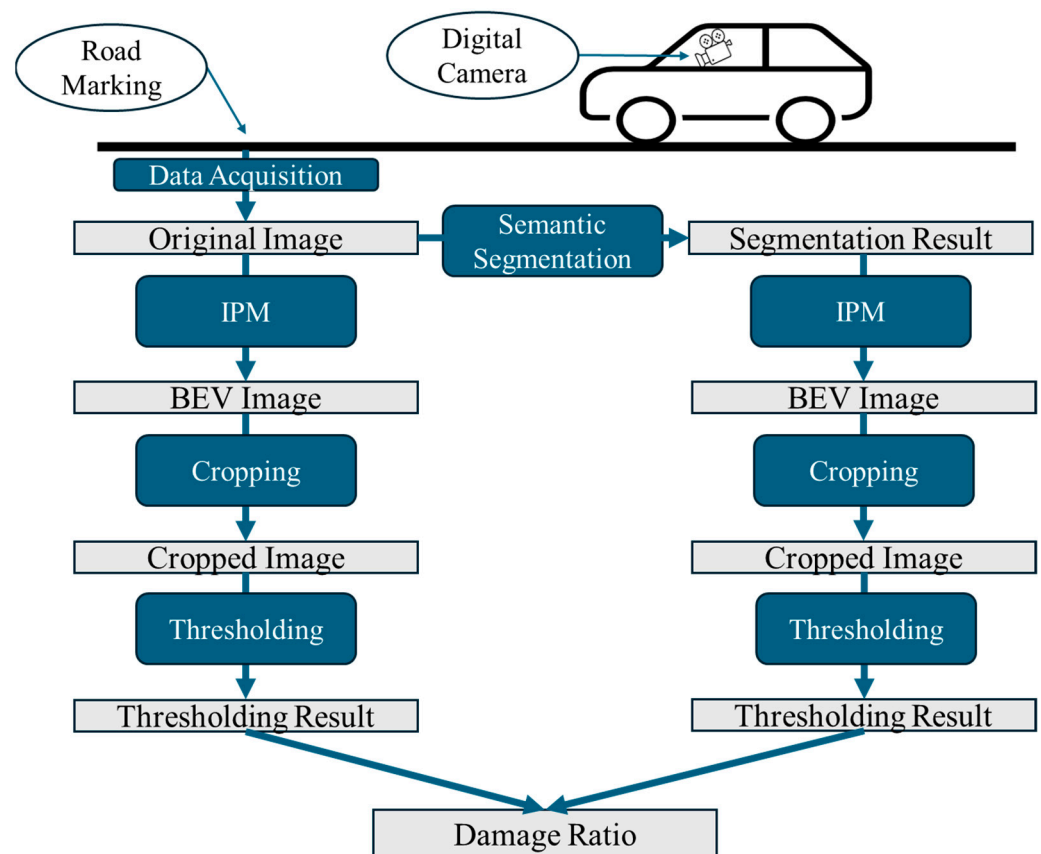 Road
Marking
Digital
Camera
Data Acquisition
Original Image
Semantic
Segmentation
Segmentation Result
IPM
IPM
BEV Image
BEV Image
Cropping
Cropping
Cropped Image
Cropped Image
Thresholding
Thresholding
Thresholding Result
Thresholding Result
Damage Ratio